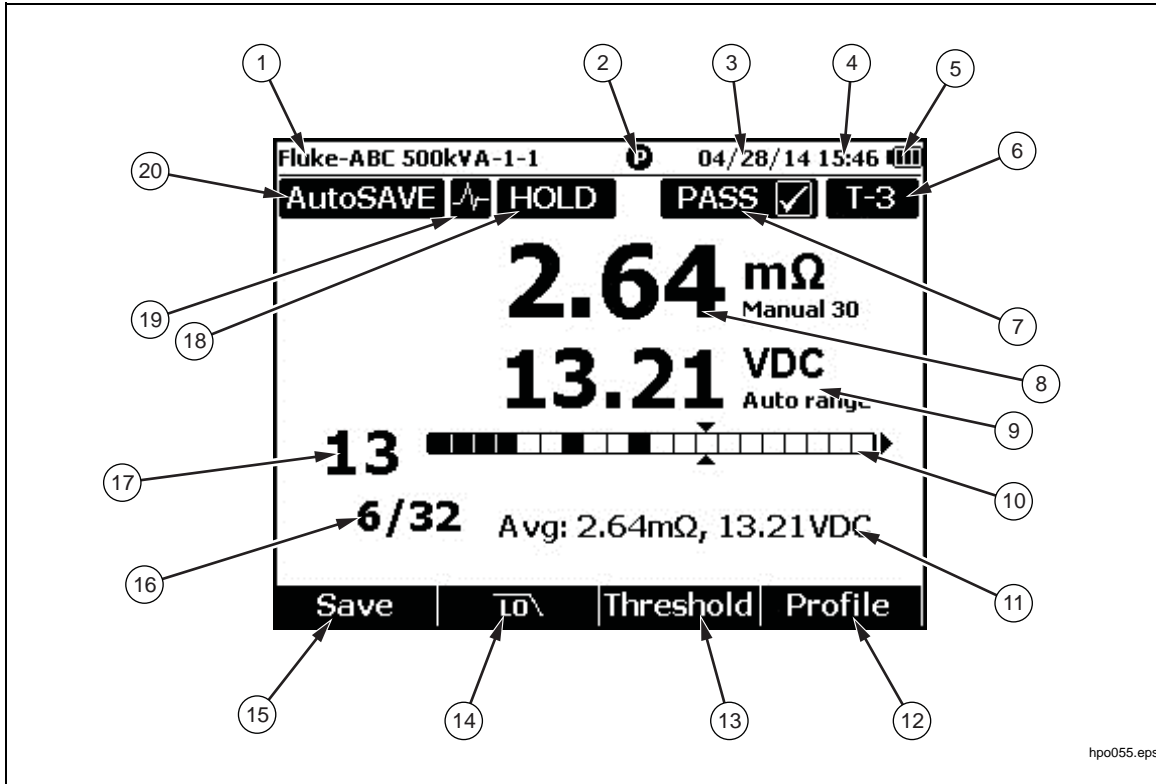 1 2 3 4 5
Fluke-ABC 500kVA-1-1 P 04/28/14 15:46
20 6
AutoSAVE HOLD PASS T-3
2.64 mΩ
Manual 30
19 18 7
13.21 VDC
Auto range
8
9
13
17 10
6/32 Avg: 2.64mΩ, 13.21VDC
16 11
Save LO Threshold Profile
15 14 13 12
hpo055.eps